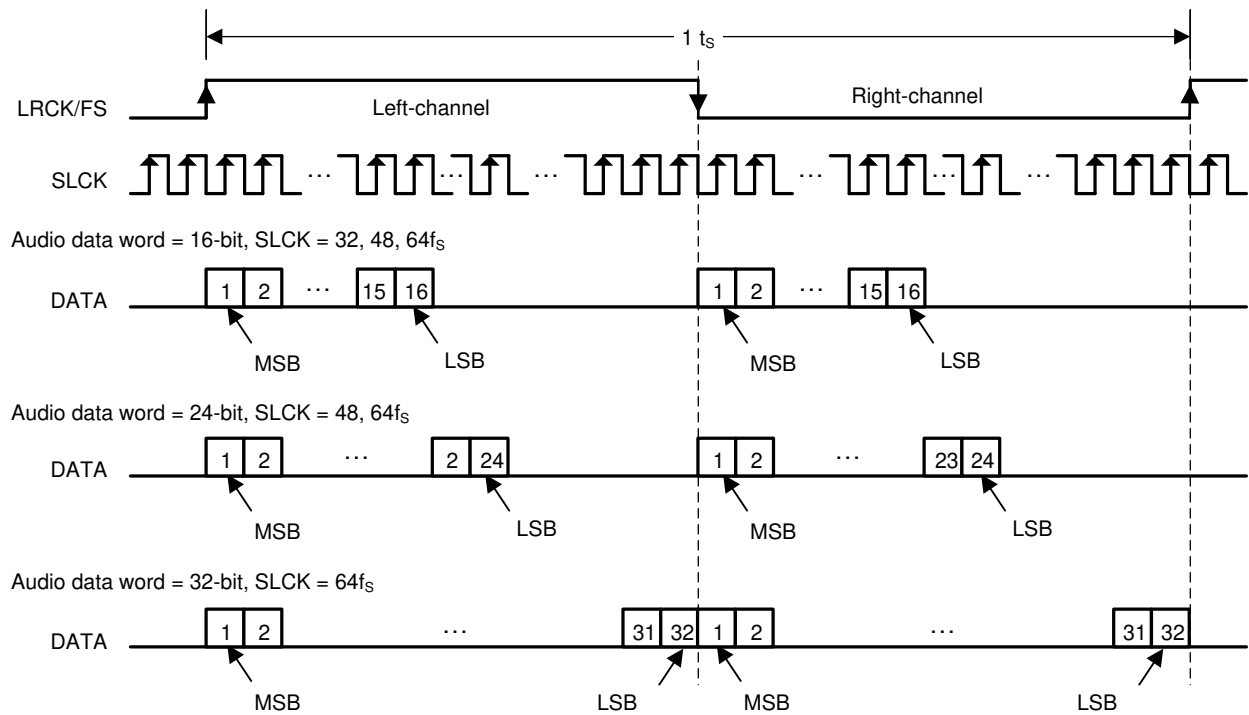 1 tS
LRCK/FS
Left-channel
Right-channel
SLCK
... ... ... ... ... ...
Audio data word = 16-bit, SLCK = 32, 48, 64fS
DATA
1 2 ... 15 16 1 2 ... 15 16
MSB LSB MSB LSB
Audio data word = 24-bit, SLCK = 48, 64fS
DATA
1 2 ... 2 24 1 2 ... 23 24
MSB LSB MSB LSB
Audio data word = 32-bit, SLCK = 64fS
DATA
1 2 ... 31 32 1 2 ... 31 32
MSB LSB MSB LSB